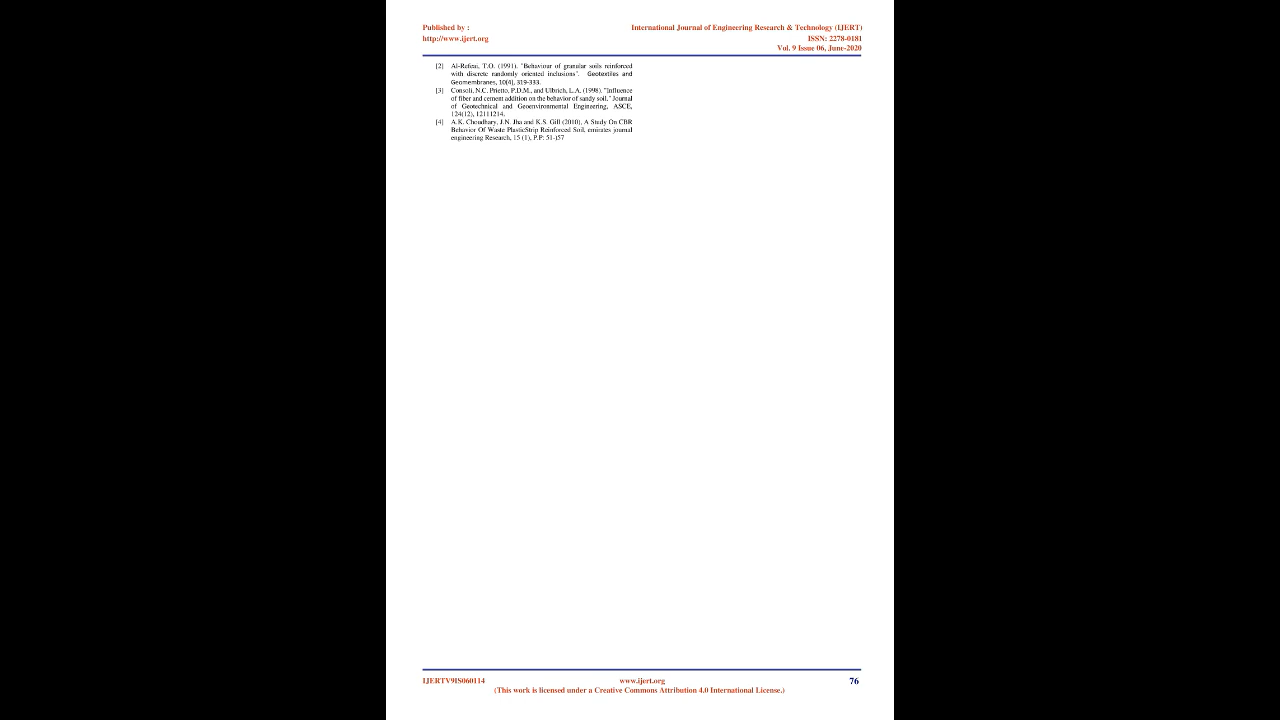 Published by :
International Journal of Engineering Research & Technology (IJERT)
http://www.ijert.org
ISSN: 2278-0181
Vol. 9 Issue 06, June-2020
[2] Al-Refeai, T.O. (1991). "Behaviour of granular soils reinforced
with discrete randomly oriented inclusions". Geotextiles and
Geomembranes, 10(4), 319-333.
[3] Consoli, N.C. Prietto, P.D.M., and Ulbrich, L.A. (1998). "Influence
of fiber and cement addition on the behavior of sandy soil." Journal
of Geotechnical and Geoenvironmental Engineering, ASCE,
124(12), 12111214.
[4] A.K. Choudhary, J.N. Jha and K.S. Gill (2010), A Study On CBR
Behavior Of Waste PlasticStrip Reinforced Soil, emirates journal
engineering Research, 15 (1), P.P: 51-)57
IJERTV9IS060114
www.ijert.org
76
(This work is licensed under a Creative Commons Attribution 4.0 International License.)